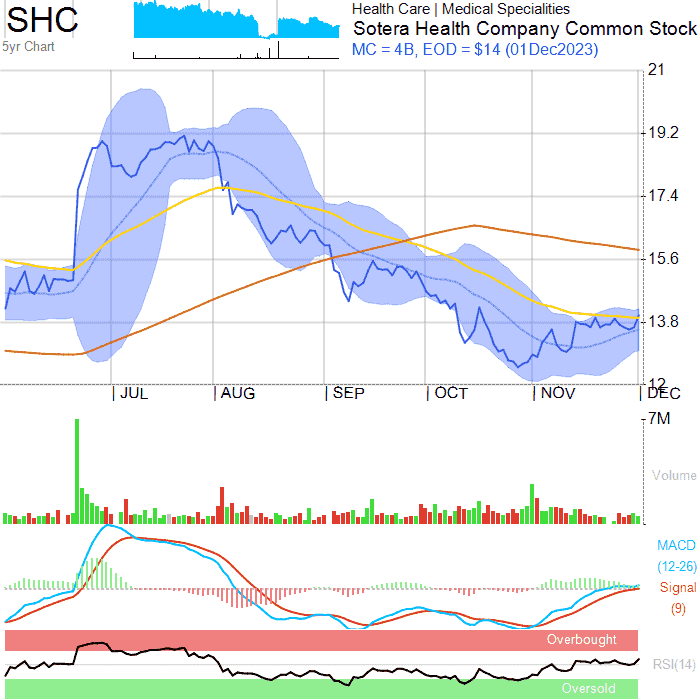 SHC
5yr Chart
Health Care | Medical Specialities
Sotera Health Company Common Stock
MC = 4B, EOD = $14 (01Dec2023)
21
19.2
17.4
15.6
13.8
12
JUL
AUG
SEP
OCT
NOV
DEC
7M
Volume
MACD
(12-26)
Signal
(9)
Overbought
RSI(14)
Oversold